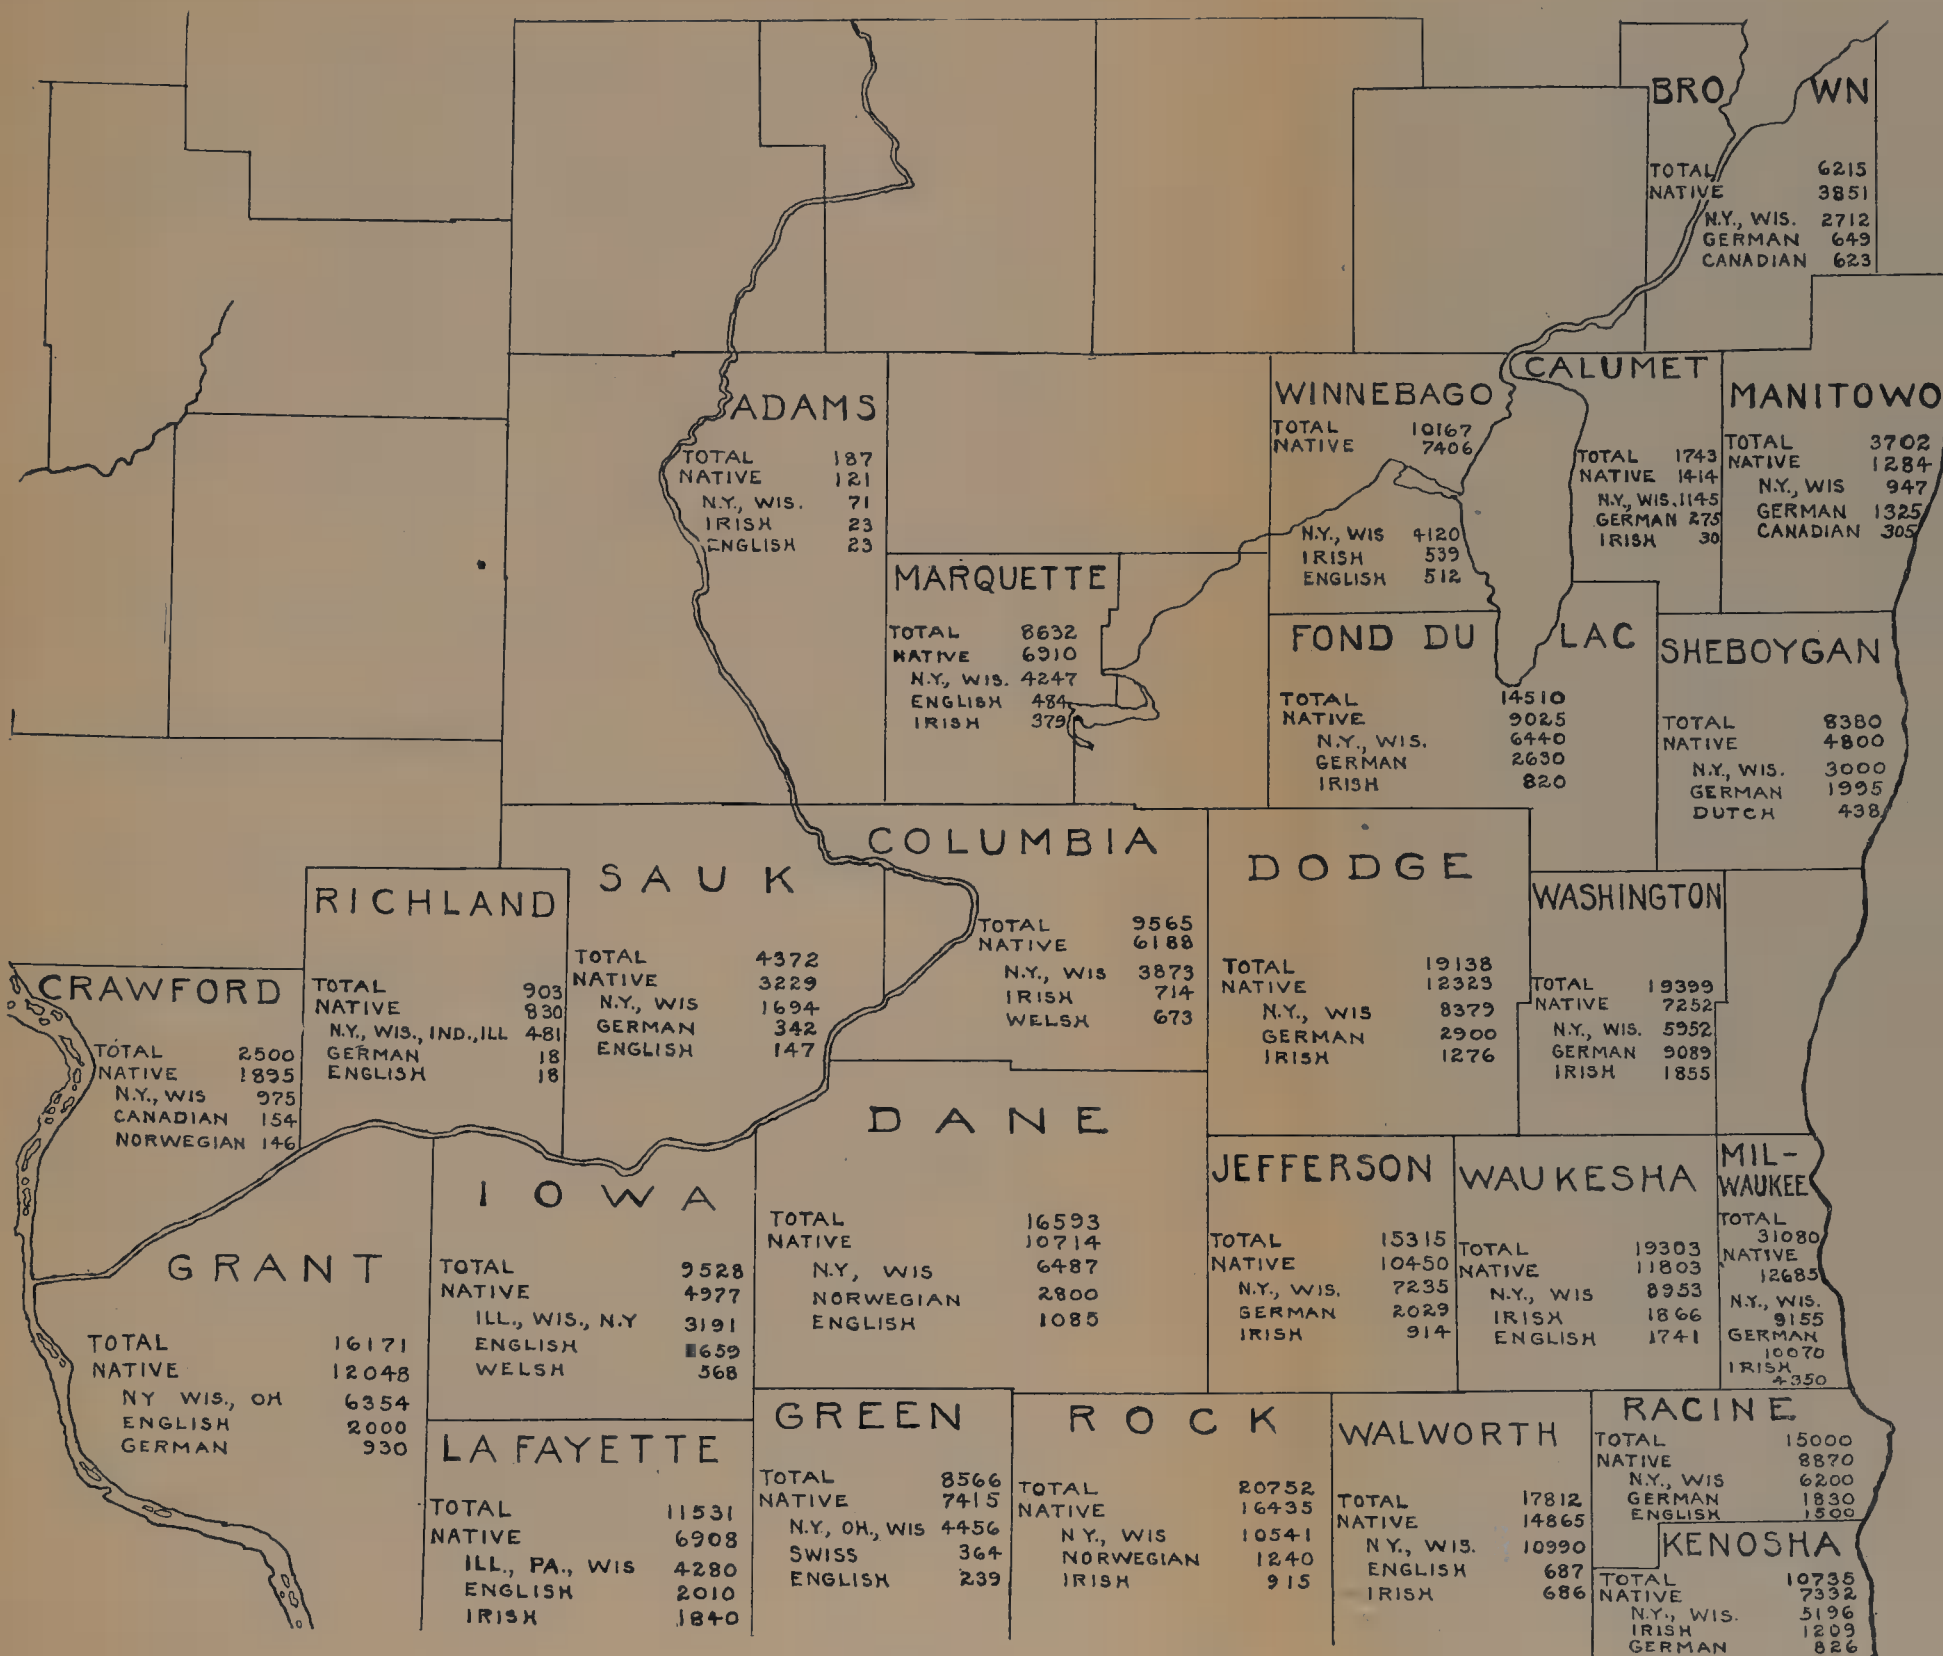 BROWN
TOTAL 6215
NATIVE 3851
N.Y., WIS. 2712
GERMAN 649
CANADIAN 623
ADAMS
TOTAL 187
NATIVE 121
N.Y., WIS. 71
IRISH 23
ENGLISH 23
WINNEBAGO
TOTAL 10167
NATIVE 7406
N.Y., WIS 4120
IRISH 539
ENGLISH 512
CALUMET
TOTAL 1743
NATIVE 1414
N.Y., WIS. 1145
GERMAN 275
IRISH 30
MANITOWO
TOTAL 3702
NATIVE 1284
N.Y., WIS 947
GERMAN 1325
CANADIAN 305
MARQUETTE
TOTAL 8632
NATIVE 6910
N.Y., WIS. 4247
ENGLISH 484
IRISH 379
FOND DU LAC
TOTAL 14510
NATIVE 9025
N.Y., WIS. 6440
GERMAN 2630
IRISH 820
SHEBOYGAN
TOTAL 8380
NATIVE 4800
N.Y., WIS. 3000
GERMAN 1995
DUTCH 438
CRAWFORD
TOTAL 2500
NATIVE 1895
N.Y., WIS 975
CANADIAN 154
NORWEGIAN 146
RICHLAND
TOTAL 903
NATIVE 830
N.Y., WIS., IND., ILL 481
GERMAN 18
ENGLISH 18
SAUK
TOTAL 4372
NATIVE 3229
N.Y., WIS 1694
GERMAN 342
ENGLISH 147
COLUMBIA
TOTAL 9565
NATIVE 6188
N.Y., WIS 3873
IRISH 714
WELSH 673
DODGE
TOTAL 19138
NATIVE 12323
N.Y., WIS 8379
GERMAN 2900
IRISH 1276
WASHINGTON
TOTAL 19399
NATIVE 7252
N.Y., WIS. 5952
GERMAN 9089
IRISH 1855
GRANT
TOTAL 16171
NATIVE 12048
NY WIS., OH 6354
ENGLISH 2000
GERMAN 930
IOWA
TOTAL 9528
NATIVE 4977
ILL., WIS., N.Y 3191
ENGLISH 659
WELSH 568
DANE
TOTAL 16593
NATIVE 10714
N.Y, WIS 6487
NORWEGIAN 2800
ENGLISH 1085
JEFFERSON
TOTAL 15315
NATIVE 10450
N.Y., WIS. 7235
GERMAN 2029
IRISH 914
WAUKESHA
TOTAL 19303
NATIVE 11803
N.Y., WIS 8953
IRISH 1866
ENGLISH 1741
MIL-
WAUKEE
TOTAL
31080
NATIVE
12685
N.Y., WIS.
9155
GERMAN
10070
IRISH
4350
LA FAYETTE
TOTAL 11531
NATIVE 6908
ILL., PA., WIS 4280
ENGLISH 2010
IRISH 1840
GREEN
TOTAL 8566
NATIVE 7415
N.Y., OH., WIS 4456
SWISS 364
ENGLISH 239
ROCK
TOTAL 20752
NATIVE 16435
N Y., WIS 10541
NORWEGIAN 1240
IRISH 915
WALWORTH
TOTAL 17812
NATIVE 14865
N.Y., WIS. 10990
ENGLISH 687
IRISH 686
RACINE
TOTAL 15000
NATIVE 8870
N.Y., WIS 6200
GERMAN 1830
ENGLISH 1500
KENOSHA
TOTAL 10735
NATIVE 7332
N.Y., WIS. 5196
IRISH 1209
GERMAN 826